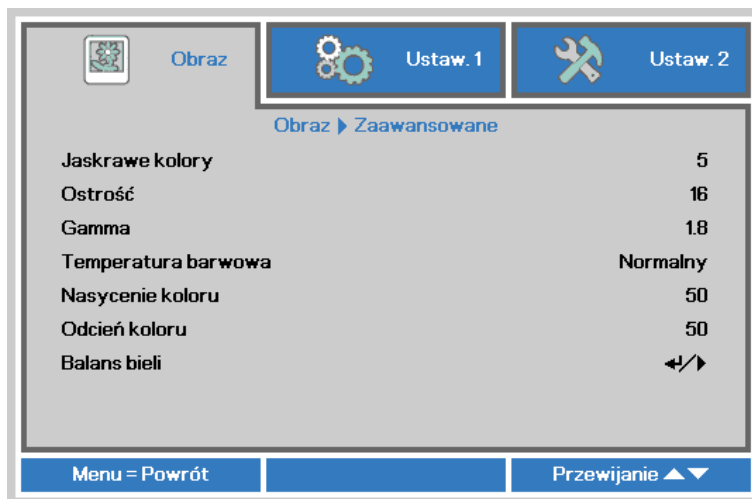 Obraz Ustaw. 1 Ustaw. 2
Obraz ▶ Zaawansowane
Jaskrawe kolory 5
Ostrość 16
Gamma 1.8
Temperatura barwowa Normalny
Nasycenie koloru 50
Odcień koloru 50
Balans bieli ↵/▶
Menu = Powrót Przewijanie ▲▼